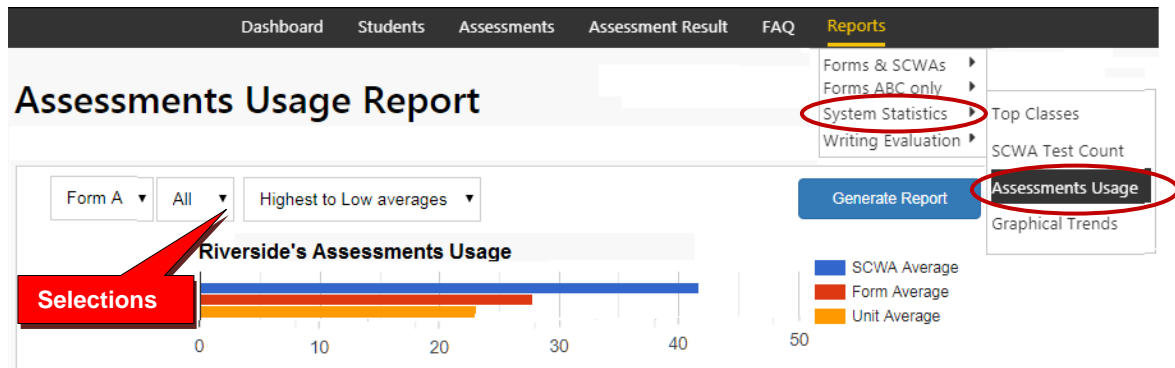 Dashboard Students Assessments Assessment Result FAQ Reports
Forms & SCWAs
Forms ABC only
System Statistics
Writing Evaluation
Top Classes
SCWA Test Count
Assessments Usage
Graphical Trends
Assessments Usage Report
Form A All Highest to Low averages Generate Report
Selections
Riverside's Assessments Usage
SCWA Average
Form Average
Unit Average
0 10 20 30 40 50